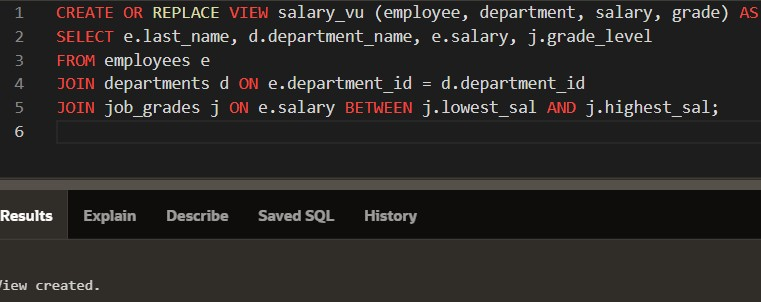 1 CREATE OR REPLACE VIEW salary_vu (employee, department, salary, grade) AS
2 SELECT e.last_name, d.department_name, e.salary, j.grade_level
3 FROM employees e
4 JOIN departments d ON e.department_id = d.department_id
5 JOIN job_grades j ON e.salary BETWEEN j.lowest_sal AND j.highest_sal;
6
Results Explain Describe Saved SQL History
View created.